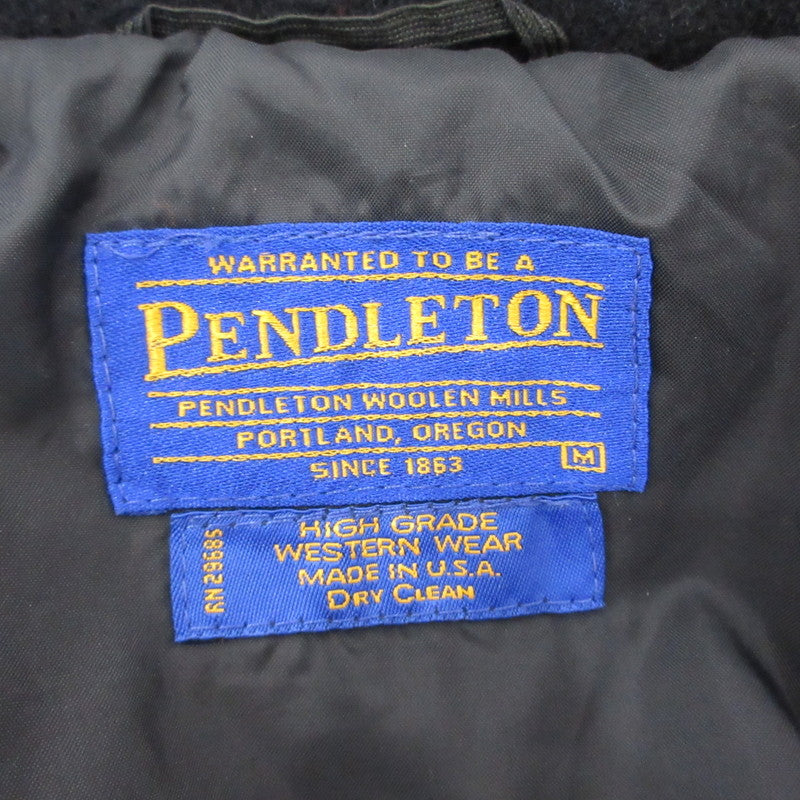 WARRANTED TO BE A
PENDLETON
PENDLETON WOOLEN MILLS
PORTLAND, OREGON
SINCE 1863
M
HIGH GRADE
WESTERN WEAR
MADE IN U.S.A.
DRY CLEAN
RN 29685